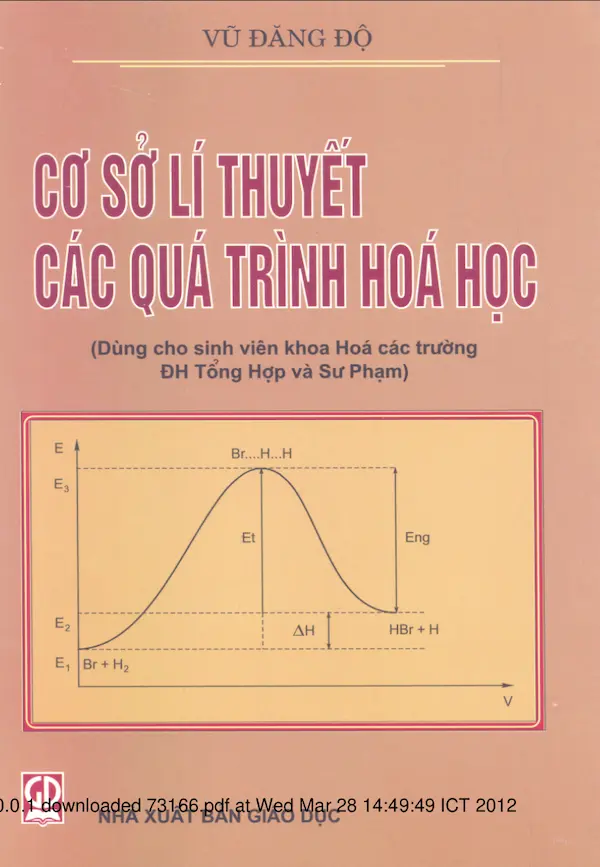 VŨ ĐĂNG ĐỘ
CƠ SỞ LÍ THUYẾT
CÁC QUÁ TRÌNH HOÁ HỌC
(Dùng cho sinh viên khoa Hoá các trường
ĐH Tổng Hợp và Sư Phạm)
E
Br....H...H
E3
Et
Eng
E2
ΔH
HBr + H
E1
Br + H2
V
GD
0.0.1 downloaded 73166.pdf at Wed Mar 28 14:49:49 ICT 2012
NHÀ XUẤT BẢN GIÁO DỤC